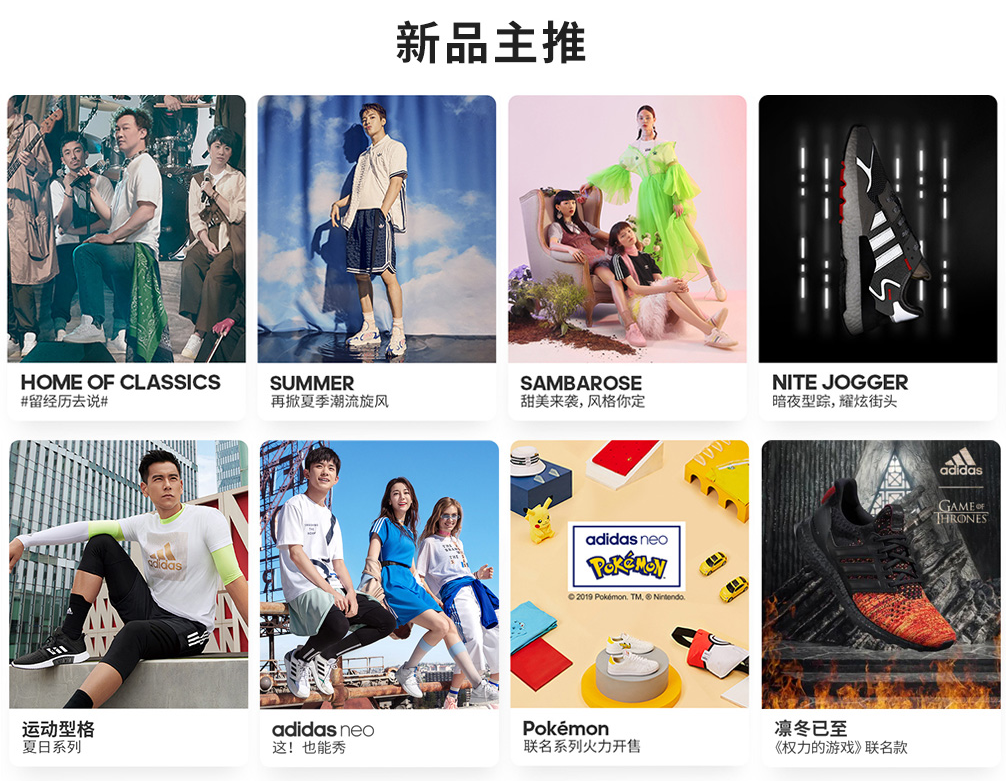 新品主推
HOME OF CLASSICS
#留经历去说#
SUMMER
再掀夏季潮流旋风
SAMBAROSE
甜美来袭，风格你定
NITE JOGGER
暗夜型踪，耀炫街头
adidas
运动型格
夏日系列
adidas neo
这！也能秀
adidas neo
Pokémon
© 2019 Pokémon. TM, ® Nintendo.
Pokémon
联名系列火力开售
adidas
GAME OF
THRONES
凛冬已至
《权力的游戏》联名款